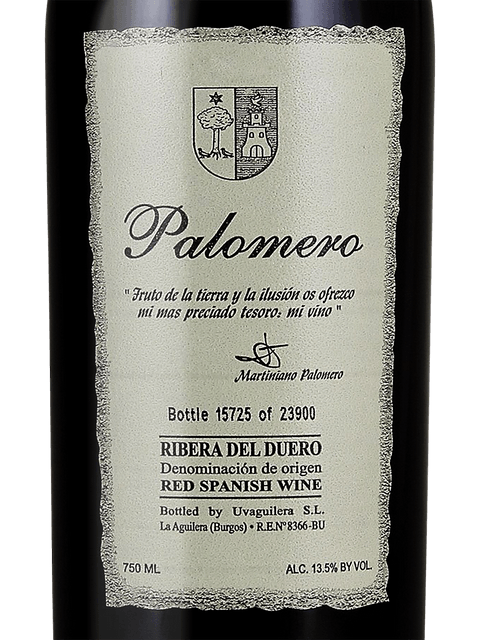 Palomero
"Fruto de la tierra y la ilusión os ofrezco
mi mas preciado tesoro: mi vino"
Martiniano Palomero
Bottle 15725 of 23900
RIBERA DEL DUERO
Denominación de origen
RED SPANISH WINE
Bottled by Uvaguilera S.L.
La Aguilera (Burgos) • R.E.Nº 8366-BU
750 ML ALC. 13.5% BY VOL.